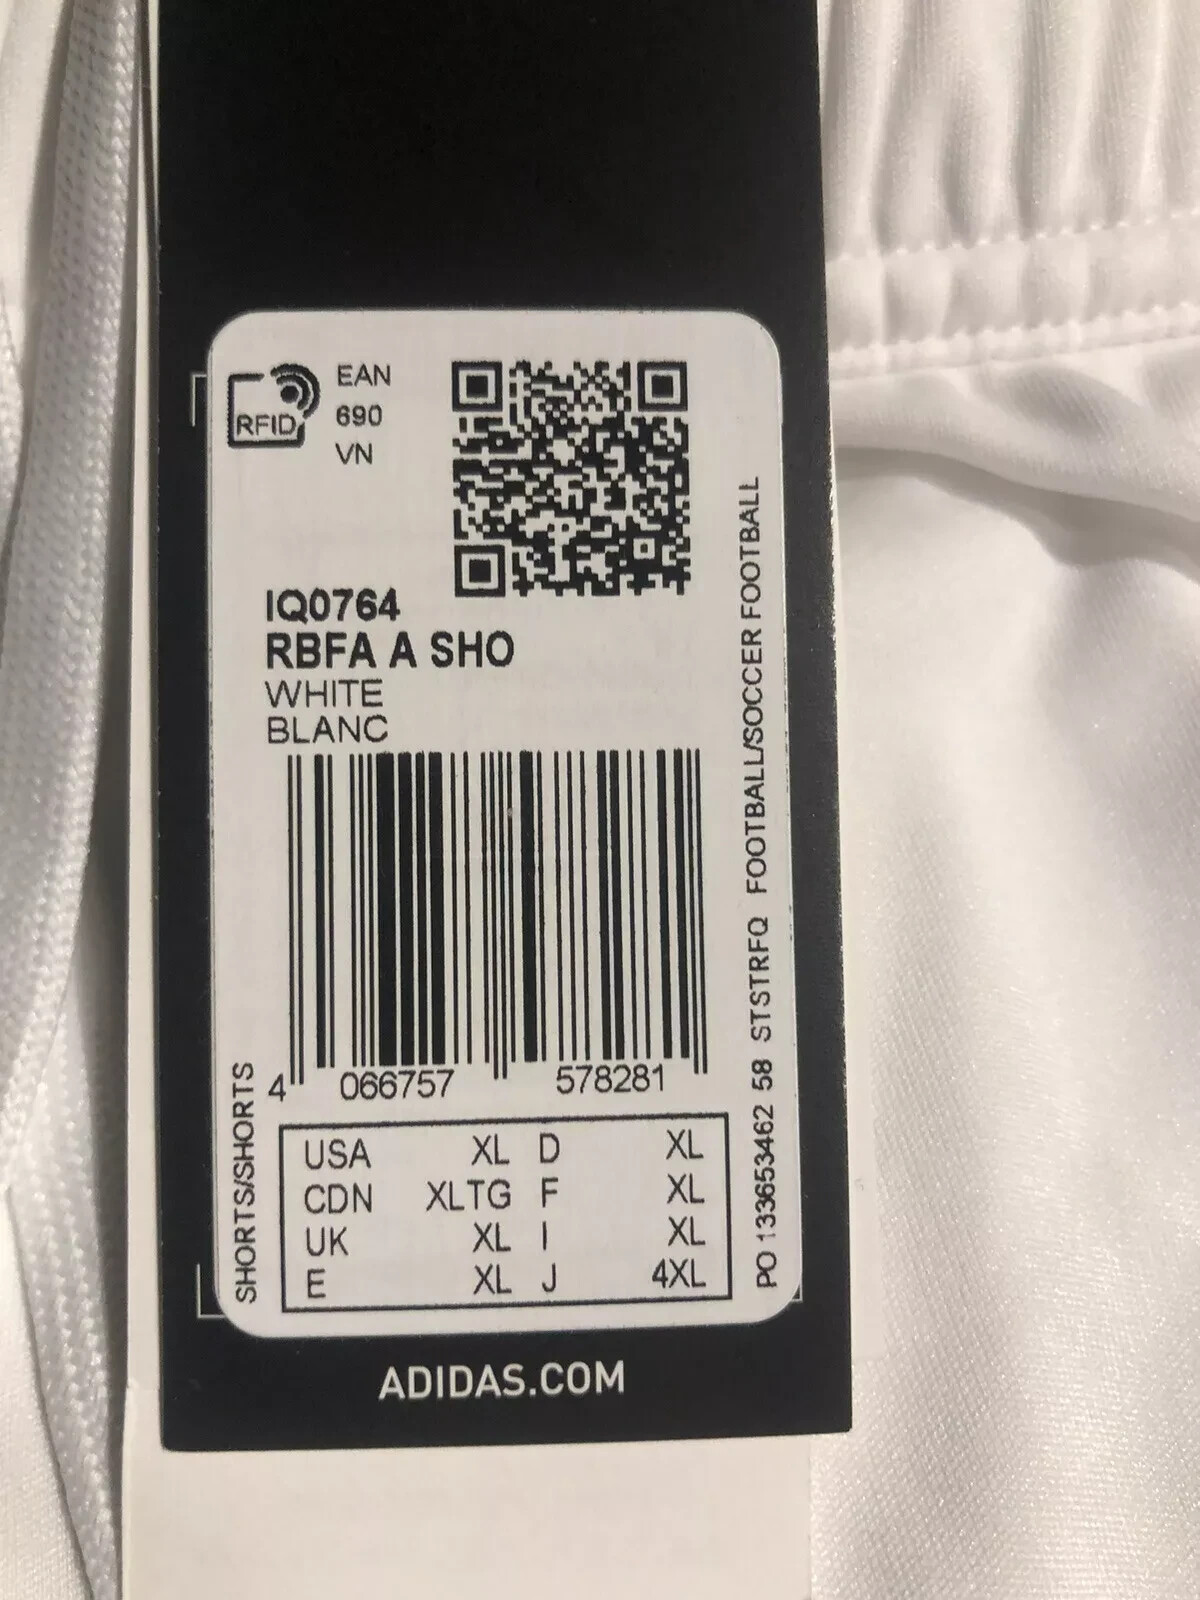 RFID
EAN
690
VN
IQ0764
RBFA A SHO
WHITE
BLANC
4 066757 578281
SHORTS/SHORTS
USA XL D XL
CDN XLTG F XL
UK XL I XL
E XL J 4XL
PO 133653462 58 STSTRFQ FOOTBALL/SOCCER FOOTBALL
ADIDAS.COM